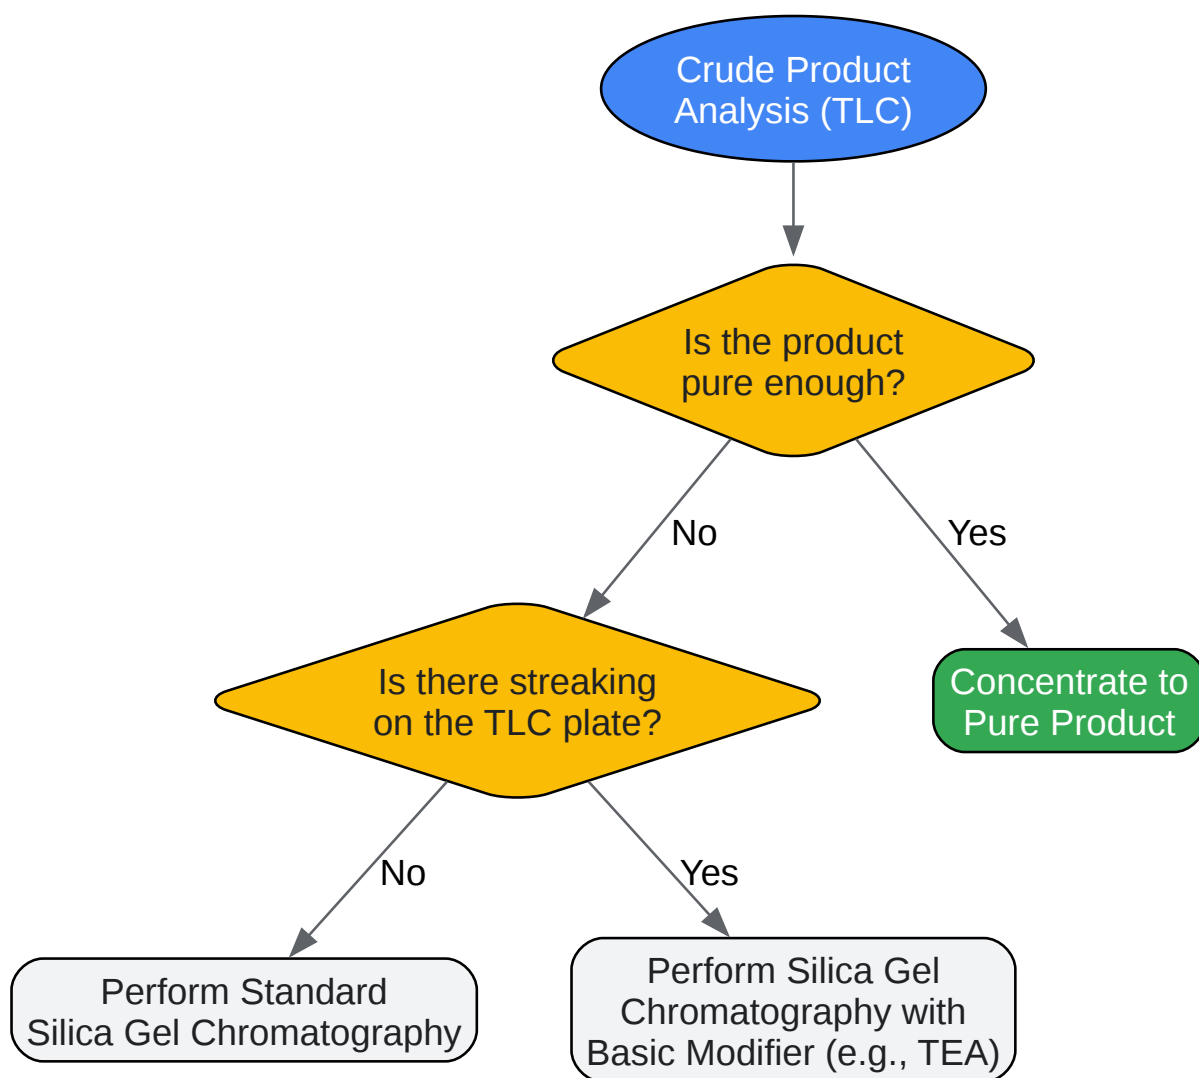 Crude Product
Analysis (TLC)
Is the product
pure enough?
No
Yes
Is there streaking
on the TLC plate?
Concentrate to
Pure Product
No
Yes
Perform Standard
Silica Gel Chromatography
Perform Silica Gel
Chromatography with
Basic Modifier (e.g., TEA)